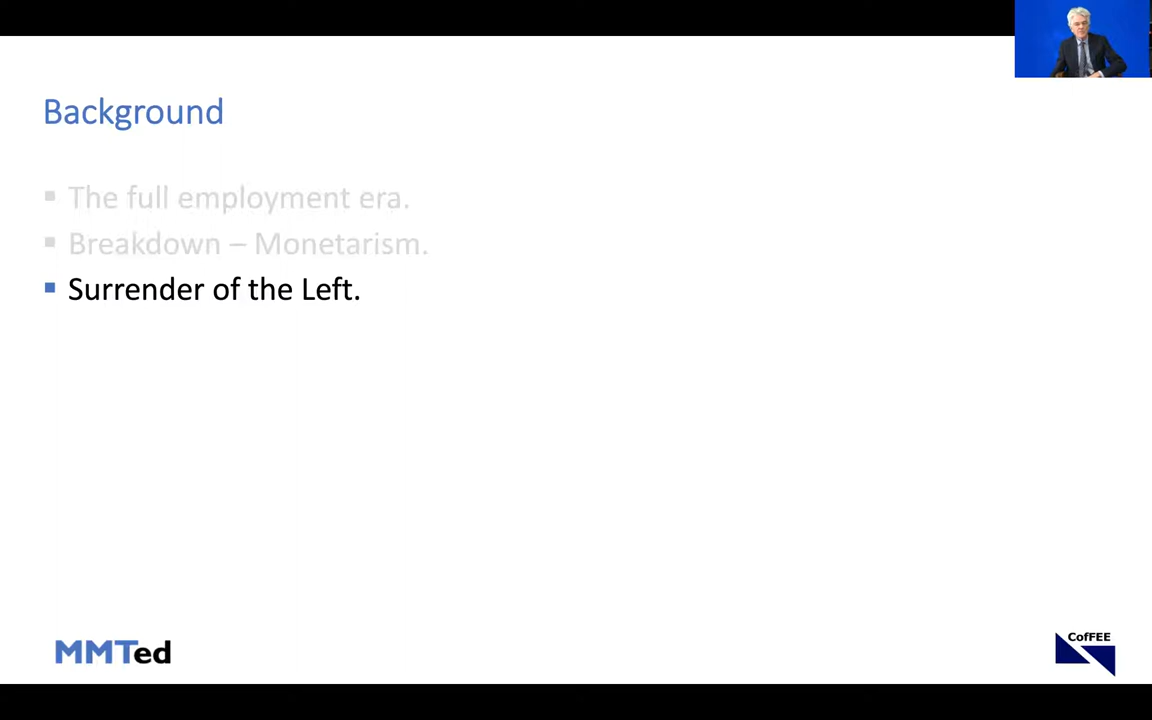 Background
The full employment era.
Breakdown – Monetarism.
Surrender of the Left.
MMTed
CofFEE